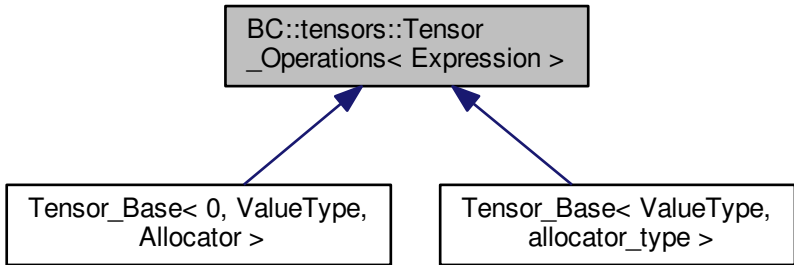 BC::tensors::Tensor
_Operations< Expression >
Tensor_Base< 0, ValueType,
Allocator >
Tensor_Base< ValueType,
allocator_type >